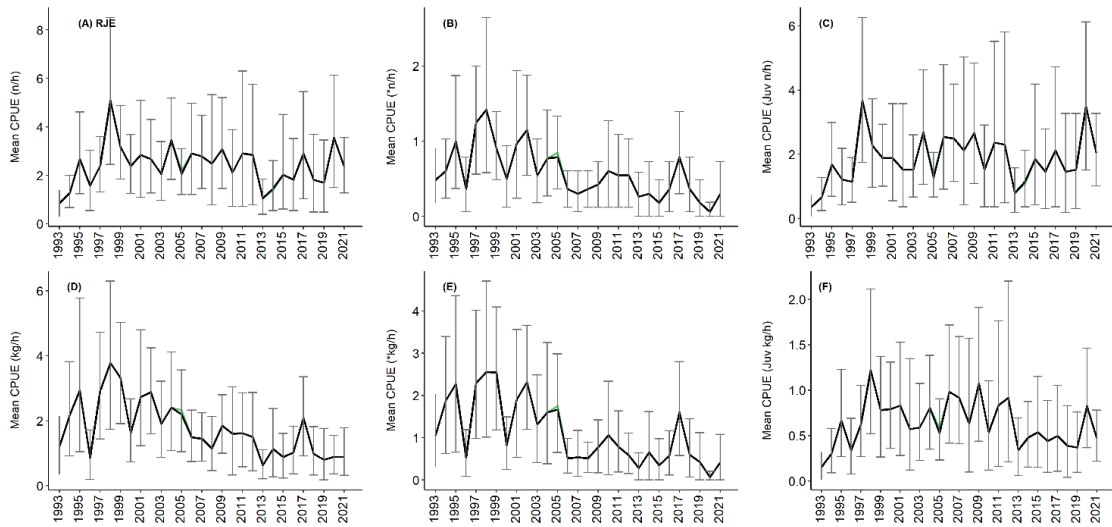 (A) RJE
Mean CPUE (n/h)
8
6
4
2
0
1993 1995 1997 1999 2001 2003 2005 2007 2009 2011 2013 2015 2017 2019 2021
(B)
Mean CPUE (*n/h)
2
1
0
1993 1995 1997 1999 2001 2003 2005 2007 2009 2011 2013 2015 2017 2019 2021
(C)
Mean CPUE (Juv n/h)
6
4
2
0
1993 1995 1997 1999 2001 2003 2005 2007 2009 2011 2013 2015 2017 2019 2021
(D)
Mean CPUE (kg/h)
6
4
2
0
1993 1995 1997 1999 2001 2003 2005 2007 2009 2011 2013 2015 2017 2019 2021
(E)
Mean CPUE (*kg/h)
4
3
2
1
0
1993 1995 1997 1999 2001 2003 2005 2007 2009 2011 2013 2015 2017 2019 2021
(F)
Mean CPUE (Juv kg/h)
2.0
1.5
1.0
0.5
0.0
1993 1995 1997 1999 2001 2003 2005 2007 2009 2011 2013 2015 2017 2019 2021